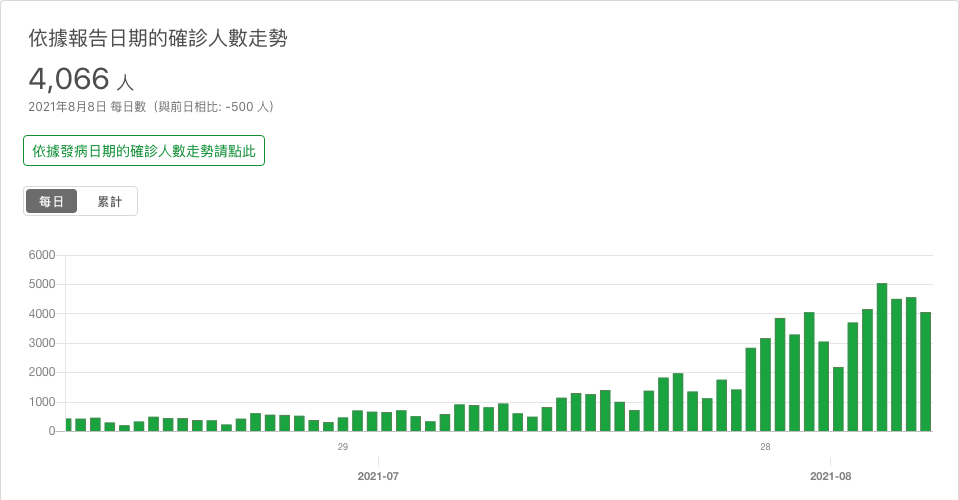 依據報告日期的確診人數走勢
4,066 人
2021年8月8日 每日數（與前日相比: -500 人）
依據發病日期的確診人數走勢請點此
每日 累計
6000
5000
4000
3000
2000
1000
0
29 28
2021-07 2021-08